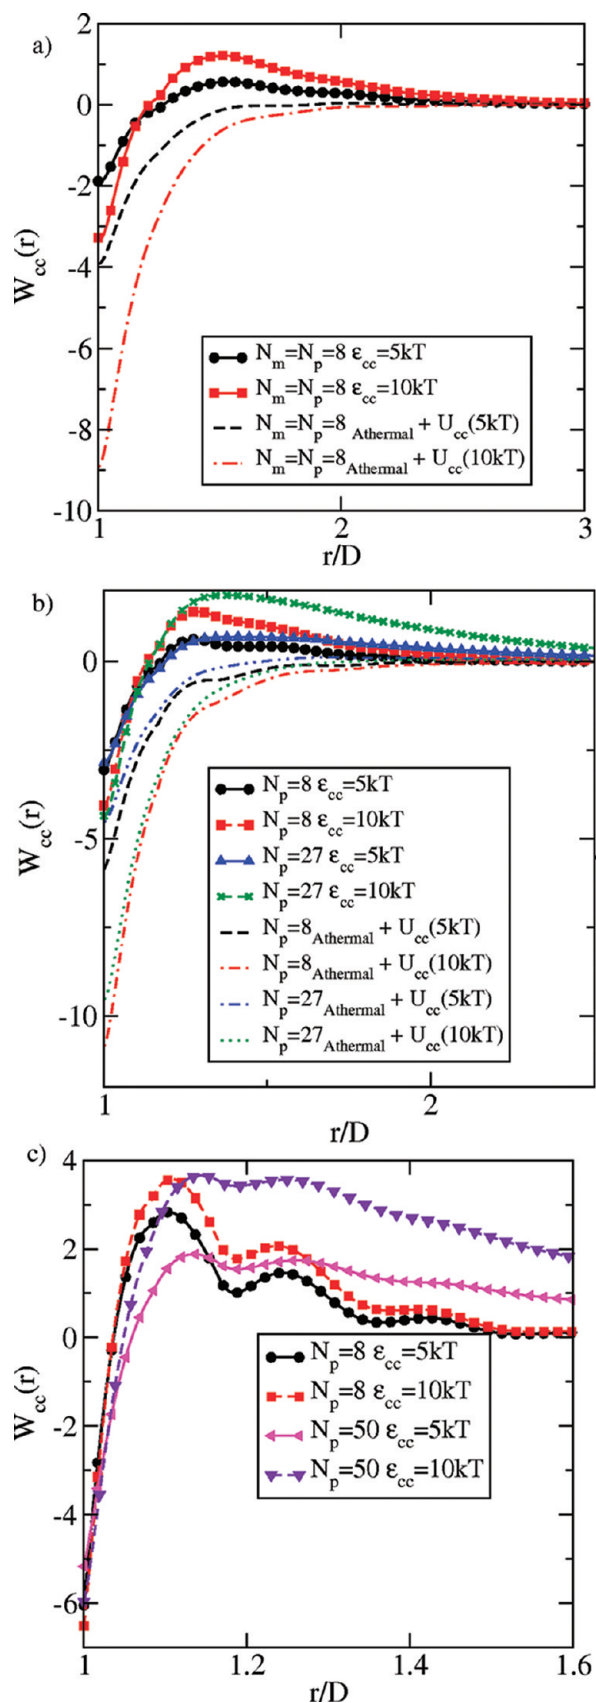 a)
2
0
-2
-4
-6
-8
-10
W_cc(r)
N_m=N_p=8 ε_cc=5kT
N_m=N_p=8 ε_cc=10kT
N_m=N_p=8_Athermal + U_cc(5kT)
N_m=N_p=8_Athermal + U_cc(10kT)
1
2
3
r/D
b)
0
-5
-10
W_cc(r)
N_p=8 ε_cc=5kT
N_p=8 ε_cc=10kT
N_p=27 ε_cc=5kT
N_p=27 ε_cc=10kT
N_p=8_Athermal + U_cc(5kT)
N_p=8_Athermal + U_cc(10kT)
N_p=27_Athermal + U_cc(5kT)
N_p=27_Athermal + U_cc(10kT)
1
2
r/D
c)
4
2
0
-2
-4
-6
W_cc(r)
N_p=8 ε_cc=5kT
N_p=8 ε_cc=10kT
N_p=50 ε_cc=5kT
N_p=50 ε_cc=10kT
1
1.2
1.4
1.6
r/D